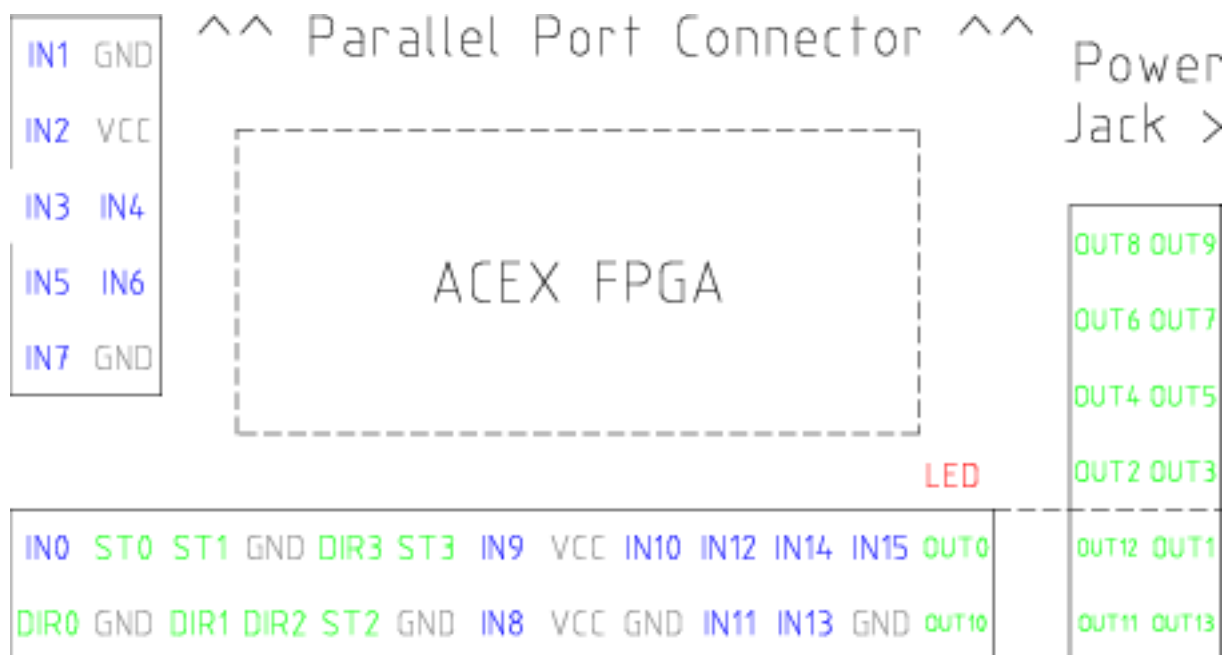 ^^ Parallel Port Connector ^^
Power
Jack >
IN1 GND
IN2 VCC
IN3 IN4
IN5 IN6
IN7 GND
ACEX FPGA
OUT8 OUT9
OUT6 OUT7
OUT4 OUT5
OUT2 OUT3
LED
IN0 ST0 ST1 GND DIR3 ST3 IN9 VCC IN10 IN12 IN14 IN15 OUT0
OUT12 OUT1
DIR0 GND DIR1 DIR2 ST2 GND IN8 VCC GND IN11 IN13 GND OUT10
OUT11 OUT13